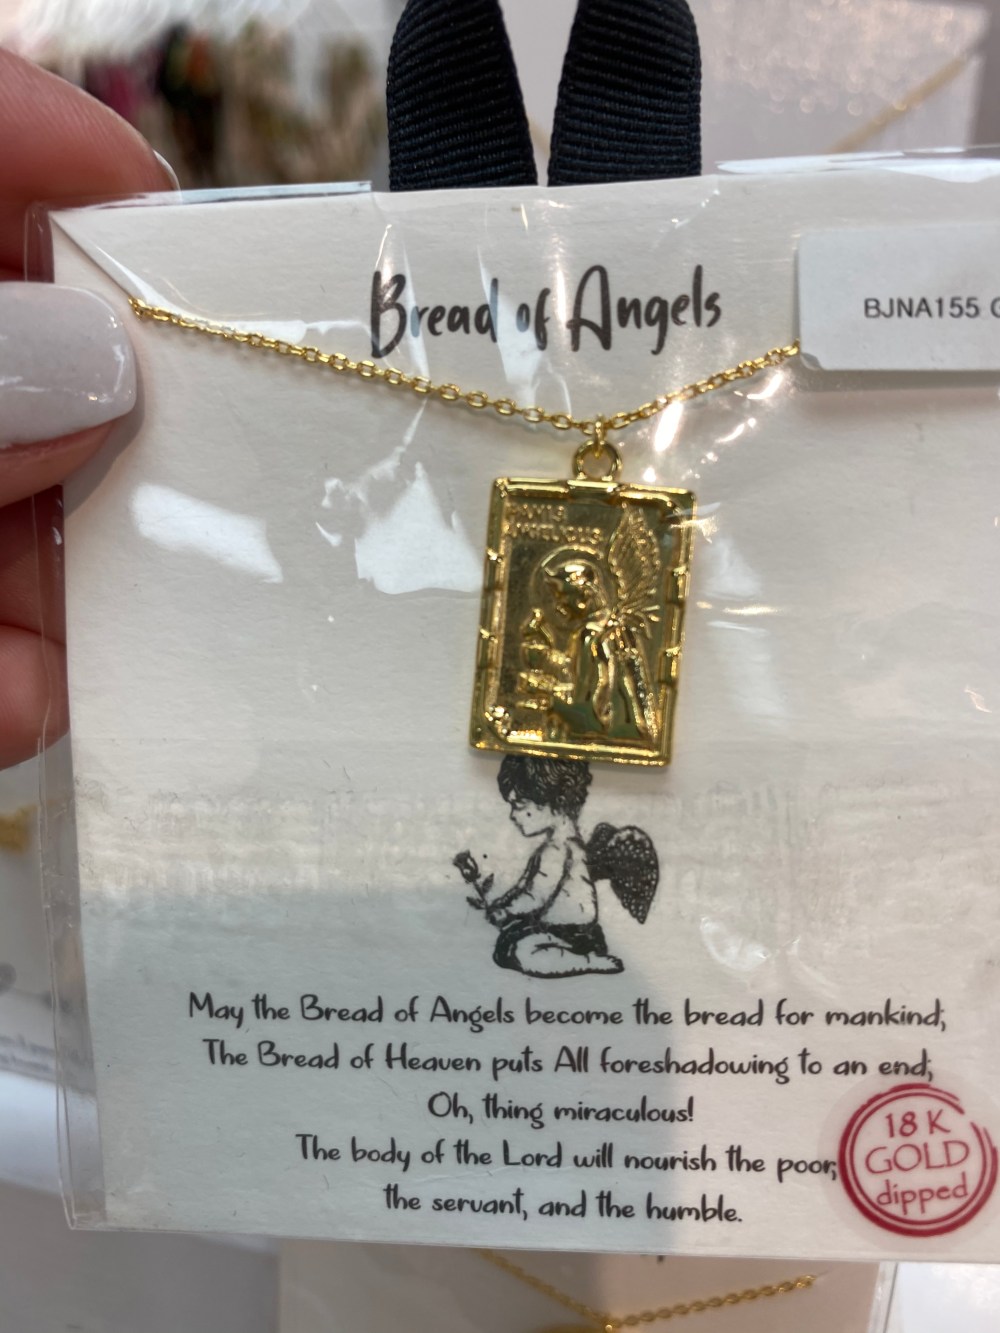 Bread of Angels
BJNA155
May the Bread of Angels become the bread for mankind;
The Bread of Heaven puts All foreshadowing to an end;
Oh, thing miraculous!
The body of the Lord will nourish the poor,
the servant, and the humble.
18 K
GOLD
dipped